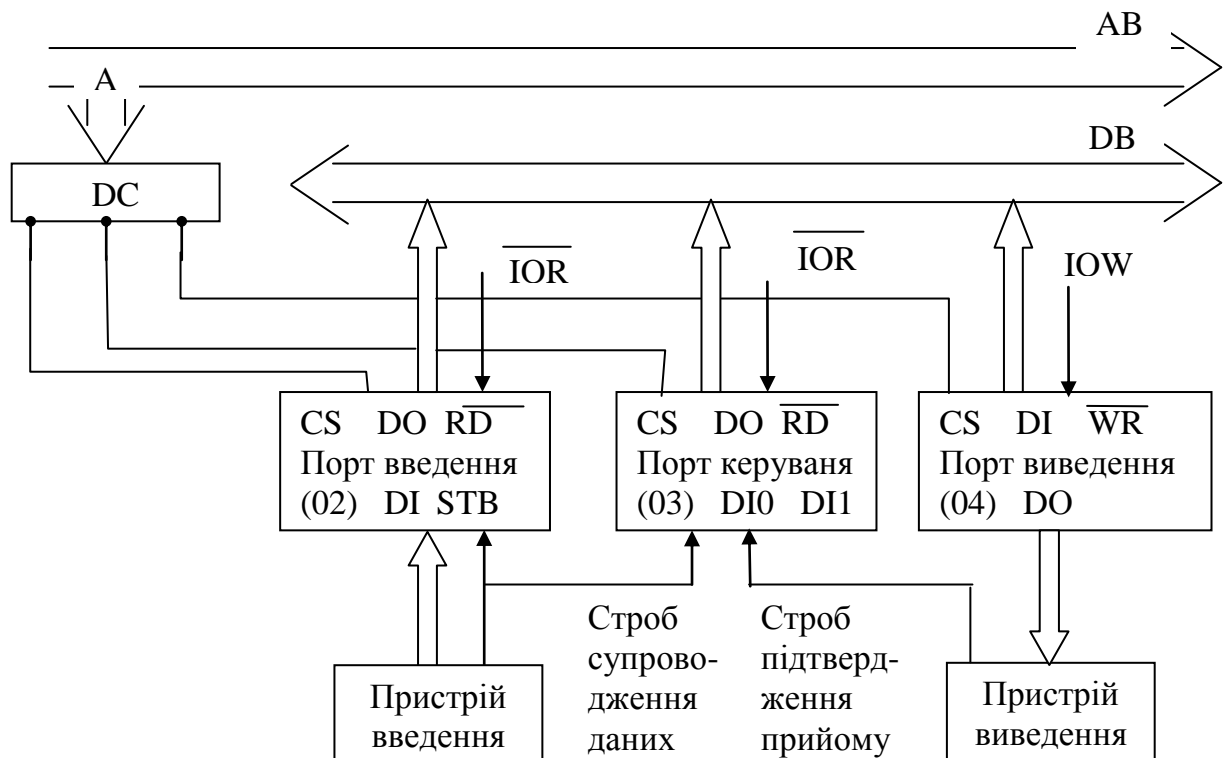 AB
A
DB
DC
IOR
IOR
IOW
CS DO RD
Порт введення
(02) DI STB
CS DO RD
Порт керуваня
(03) DI0 DI1
CS DI WR
Порт виведення
(04) DO
Строб
супрово-
дження
даних
Строб
підтверд-
ження
прийому
Пристрій
введення
Пристрій
виведення